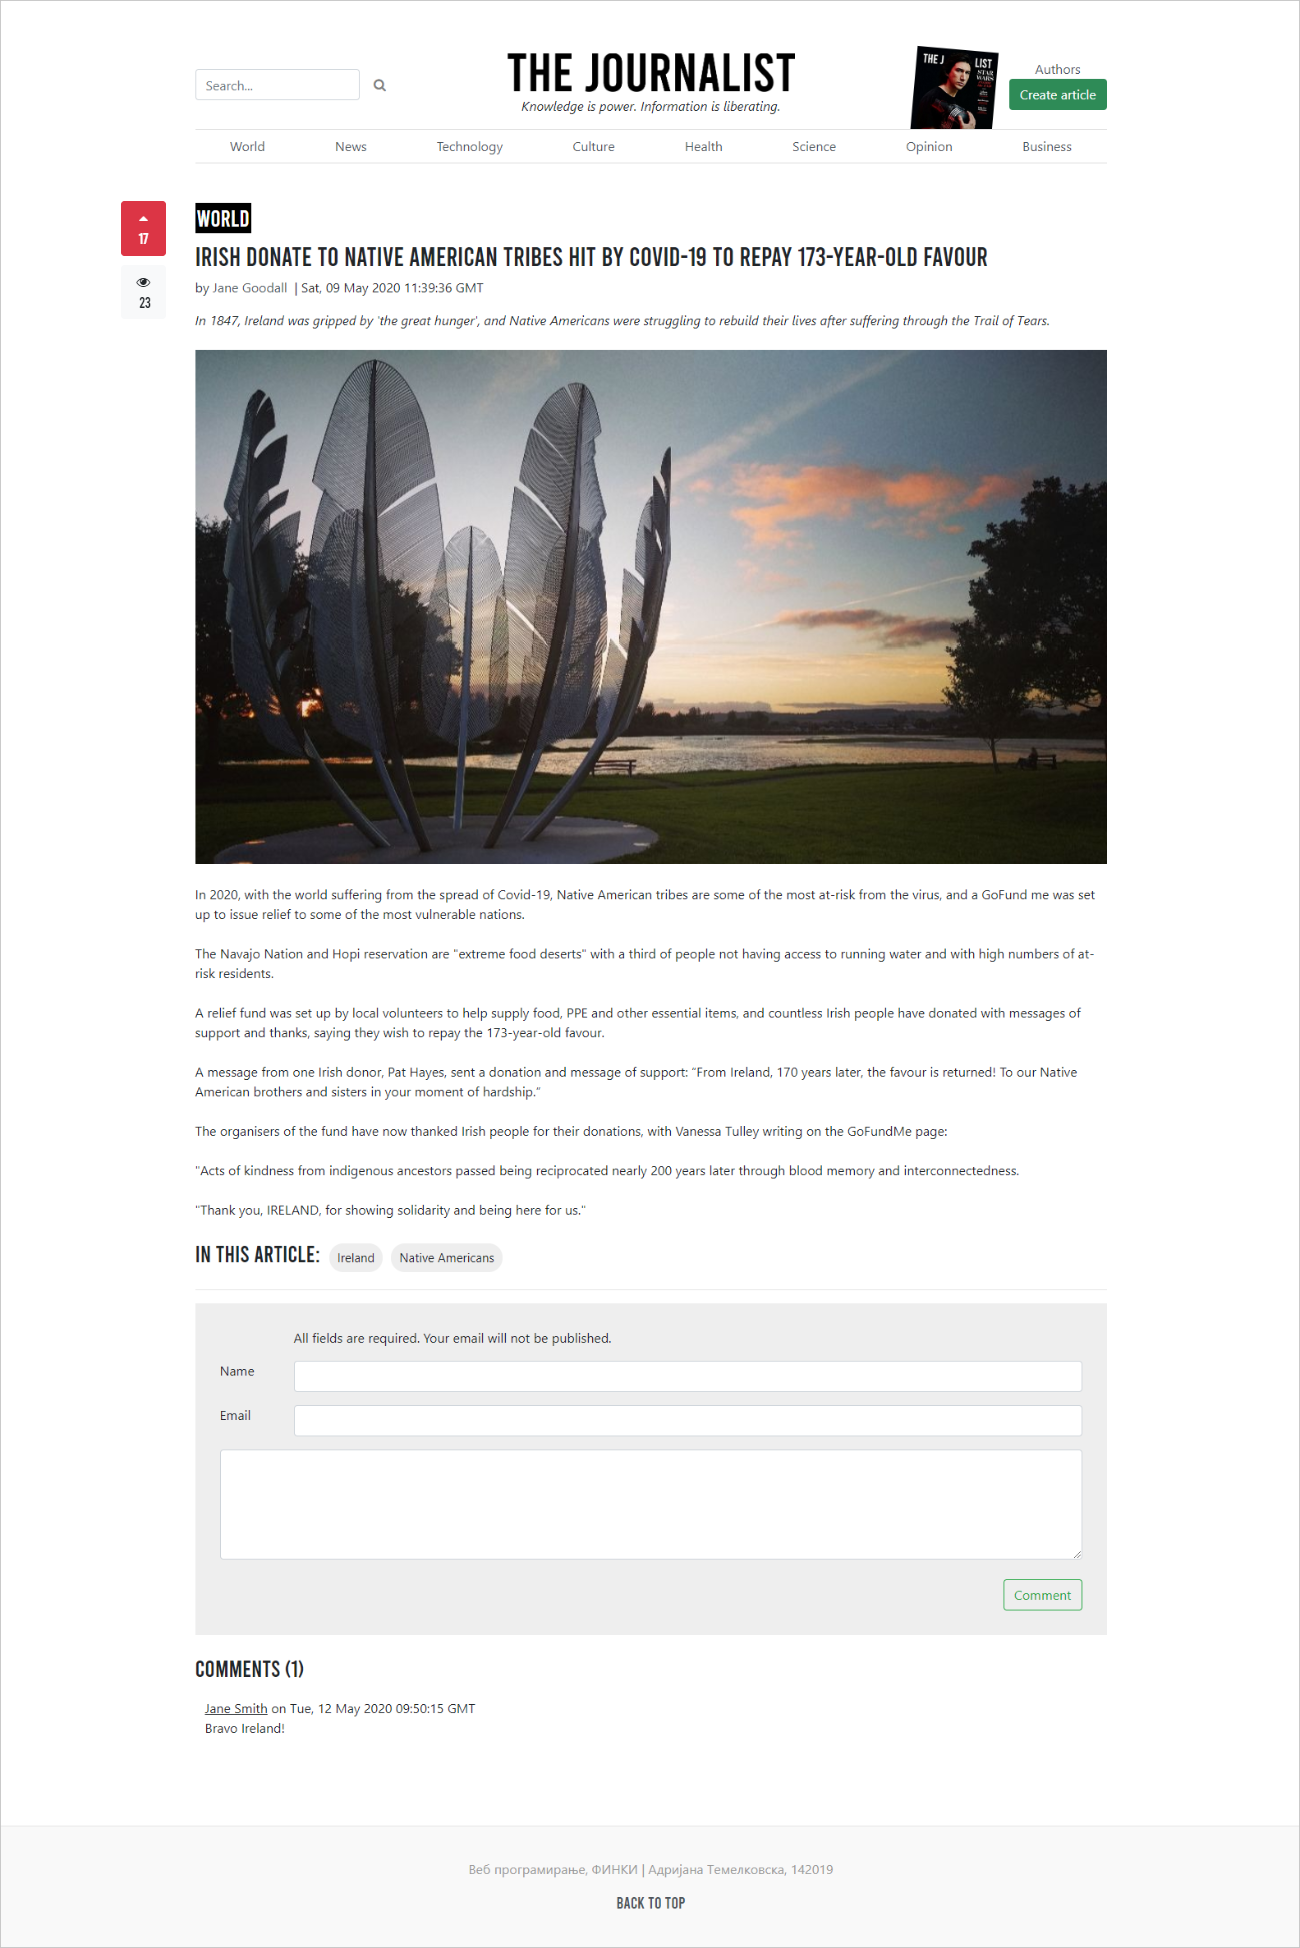 Search...
THE JOURNALIST
Knowledge is power. Information is liberating.
THE J LIST
STAR
WARS
Authors
Create article
World News Technology Culture Health Science Opinion Business
17
23
WORLD
IRISH DONATE TO NATIVE AMERICAN TRIBES HIT BY COVID-19 TO REPAY 173-YEAR-OLD FAVOUR
by Jane Goodall | Sat, 09 May 2020 11:39:36 GMT
In 1847, Ireland was gripped by 'the great hunger', and Native Americans were struggling to rebuild their lives after suffering through the Trail of Tears.
In 2020, with the world suffering from the spread of Covid-19, Native American tribes are some of the most at-risk from the virus, and a GoFund me was set
up to issue relief to some of the most vulnerable nations.
The Navajo Nation and Hopi reservation are "extreme food deserts" with a third of people not having access to running water and with high numbers of at-
risk residents.
A relief fund was set up by local volunteers to help supply food, PPE and other essential items, and countless Irish people have donated with messages of
support and thanks, saying they wish to repay the 173-year-old favour.
A message from one Irish donor, Pat Hayes, sent a donation and message of support: “From Ireland, 170 years later, the favour is returned! To our Native
American brothers and sisters in your moment of hardship.”
The organisers of the fund have now thanked Irish people for their donations, with Vanessa Tulley writing on the GoFundMe page:
"Acts of kindness from indigenous ancestors passed being reciprocated nearly 200 years later through blood memory and interconnectedness.
"Thank you, IRELAND, for showing solidarity and being here for us."
IN THIS ARTICLE: Ireland Native Americans
All fields are required. Your email will not be published.
Name
Email
Comment
COMMENTS (1)
Jane Smith on Tue, 12 May 2020 09:50:15 GMT
Bravo Ireland!
Веб програмирање, ФИНКИ | Адријана Темелковска, 142019
BACK TO TOP